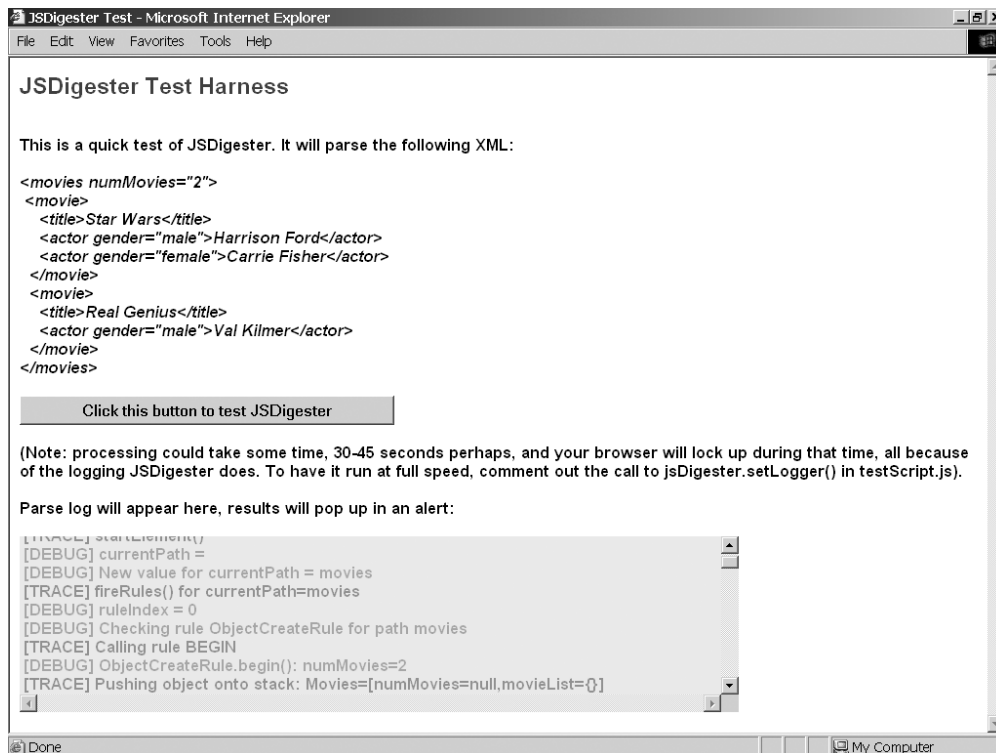 JSDigester Test - Microsoft Internet Explorer
File Edit View Favorites Tools Help
JSDigester Test Harness
This is a quick test of JSDigester. It will parse the following XML:
<movies numMovies="2">
<movie>
<title>Star Wars</title>
<actor gender="male">Harrison Ford</actor>
<actor gender="female">Carrie Fisher</actor>
</movie>
<movie>
<title>Real Genius</title>
<actor gender="male">Val Kilmer</actor>
</movie>
</movies>
Click this button to test JSDigester
(Note: processing could take some time, 30-45 seconds perhaps, and your browser will lock up during that time, all because
of the logging JSDigester does. To have it run at full speed, comment out the call to jsDigester.setLogger() in testScript.js).
Parse log will appear here, results will pop up in an alert:
[TRACE] startElement()
[DEBUG] currentPath =
[DEBUG] New value for currentPath = movies
[TRACE] fireRules() for currentPath=movies
[DEBUG] ruleIndex = 0
[DEBUG] Checking rule ObjectCreateRule for path movies
[TRACE] Calling rule BEGIN
[DEBUG] ObjectCreateRule.begin(): numMovies=2
[TRACE] Pushing object onto stack: Movies=[numMovies=null,movieList={}]
Done
My Computer